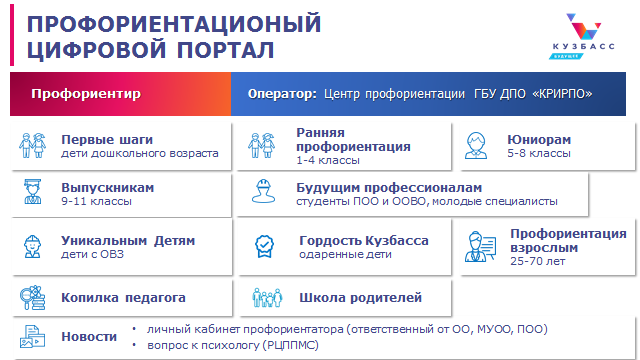 ПРОФОРИЕНТАЦИОНЫЙ
ЦИФРОВОЙ ПОРТАЛ
КУЗБАСС
БУДУЩЕЕ
Профориентир
Оператор: Центр профориентации ГБУ ДПО «КРИРПО»
Первые шаги
дети дошкольного возраста
Ранняя
профориентация
1-4 классы
Юниорам
5-8 классы
Выпускникам
9-11 классы
Будущим профессионалам
студенты ПОО и ООВО, молодые специалисты
Уникальным Детям
дети с ОВЗ
Гордость Кузбасса
одаренные дети
Профориентация
взрослым
25-70 лет
Копилка педагога
Школа родителей
Новости
• личный кабинет профориентатора (ответственный от ОО, МУОО, ПОО)
• вопрос к психологу (РЦППМС)